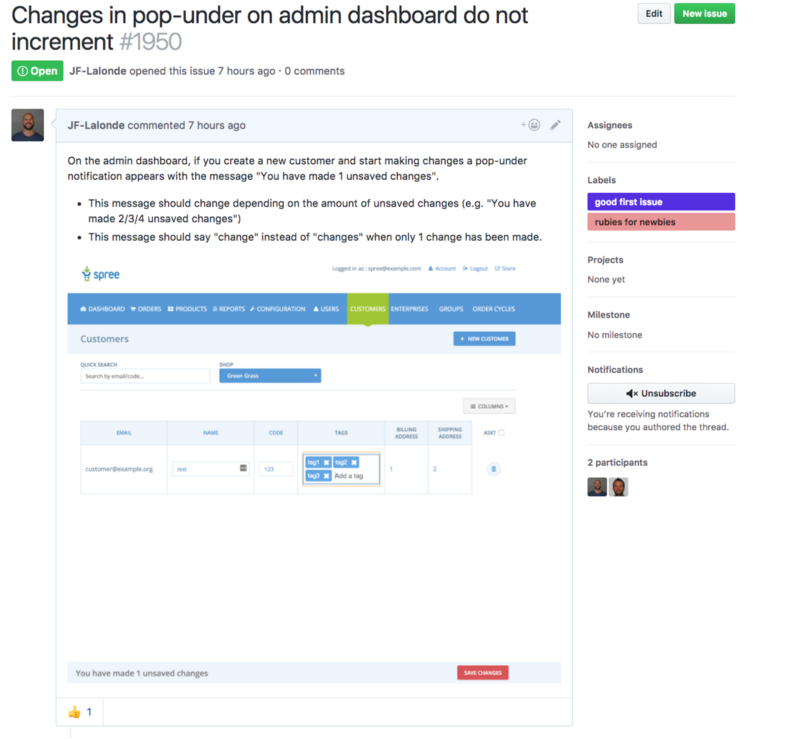 Changes in pop-under on admin dashboard do not
increment #1950
Edit
New issue
Open
JF-Lalonde opened this issue 7 hours ago · 0 comments
JF-Lalonde commented 7 hours ago
On the admin dashboard, if you create a new customer and start making changes a pop-under
notification appears with the message "You have made 1 unsaved changes".
• This message should change depending on the amount of unsaved changes (e.g. "You have
made 2/3/4 unsaved changes")
• This message should say "change" instead of "changes" when only 1 change has been made.
spree
Logged in as : spree@example.com Account Logout Store
DASHBOARD ORDERS PRODUCTS REPORTS CONFIGURATION USERS CUSTOMERS ENTERPRISES GROUPS ORDER CYCLES
Customers
+ NEW CUSTOMER
QUICK SEARCH
Search by email/code...
SHOP
Green Grass
COLUMNS
EMAIL NAME CODE TAGS BILLING ADDRESS SHIPPING ADDRESS ASK?
customer@example.org test 123 tag1 tag2 1 2
tag3 Add a tag
You have made 1 unsaved changes
SAVE CHANGES
1
Assignees
No one assigned
Labels
good first issue
rubies for newbies
Projects
None yet
Milestone
No milestone
Notifications
Unsubscribe
You're receiving notifications
because you authored the thread.
2 participants